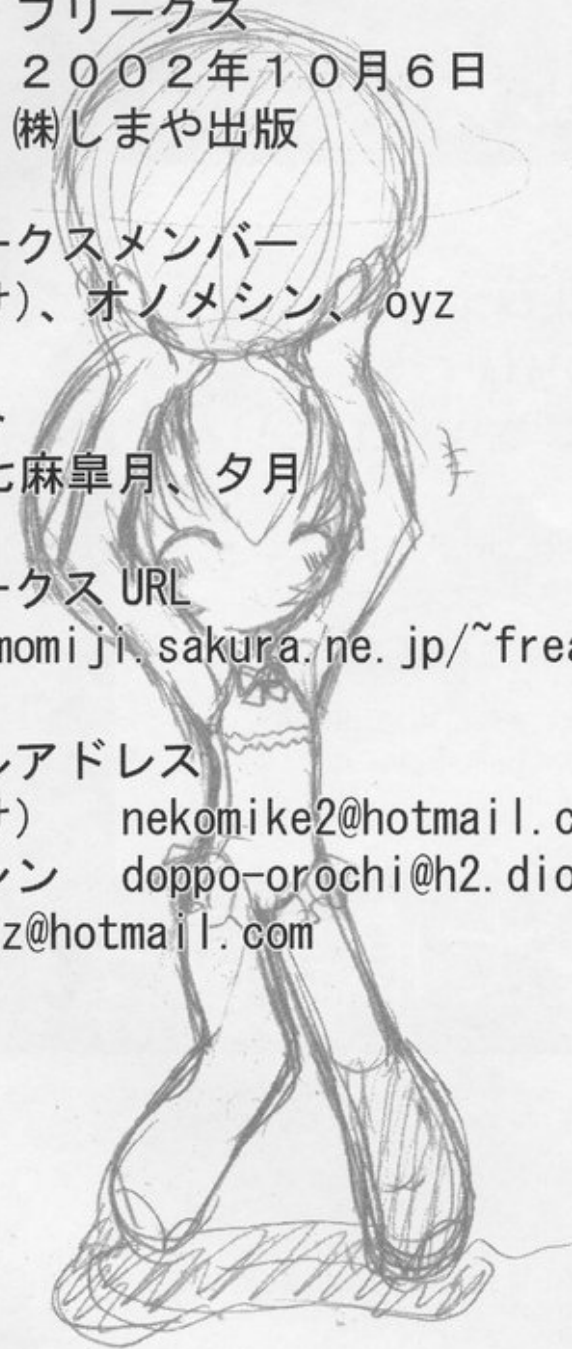 フリークス
２００２年１０月６日
㈱しまや出版
ークスメンバー
）、オノメシン、oyz
麻皐月、夕月
ークス URL
momiji.sakura.ne.jp/~frea
ルアドレス
） nekomike2@hotmail.c
シン doppo-orochi@h2.dio
z@hotmail.com